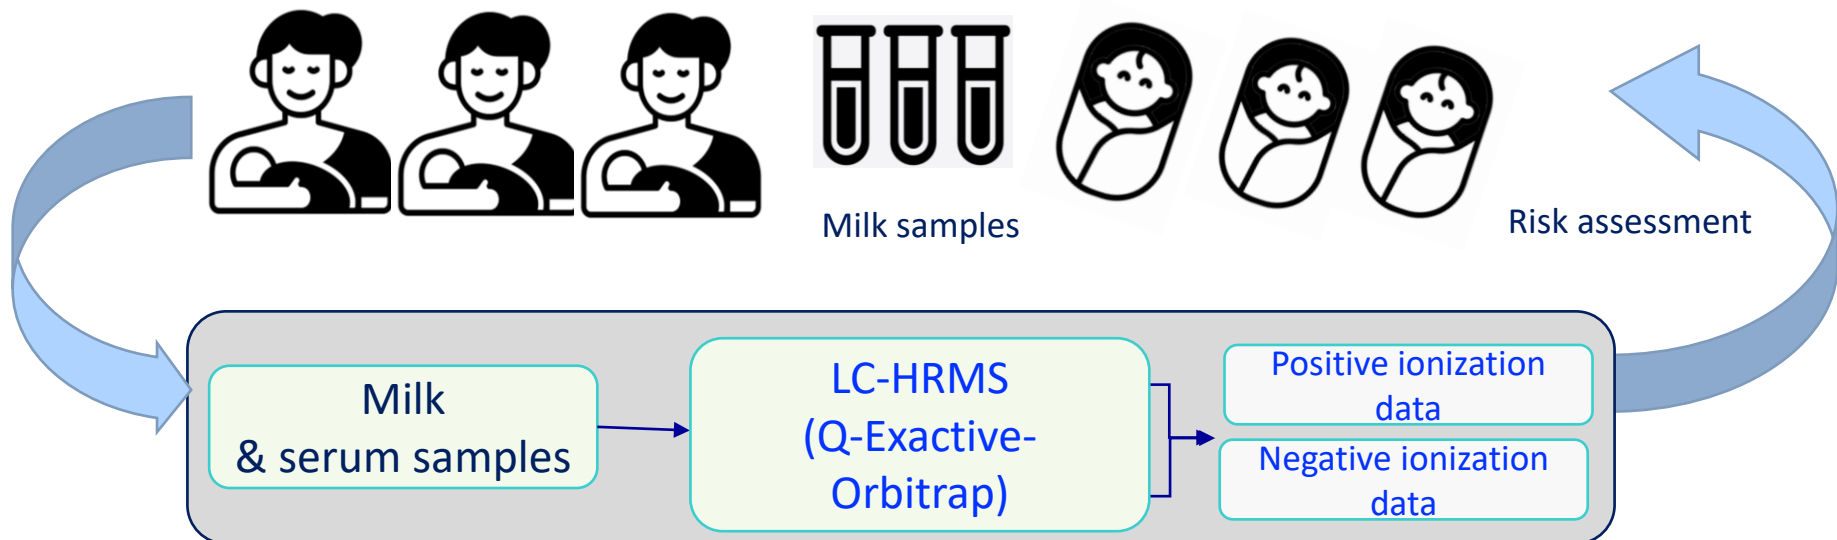 Milk samples
Risk assessment
Milk
& serum samples
LC-HRMS
(Q-Exactive-
Orbitrap)
Positive ionization
data
Negative ionization
data